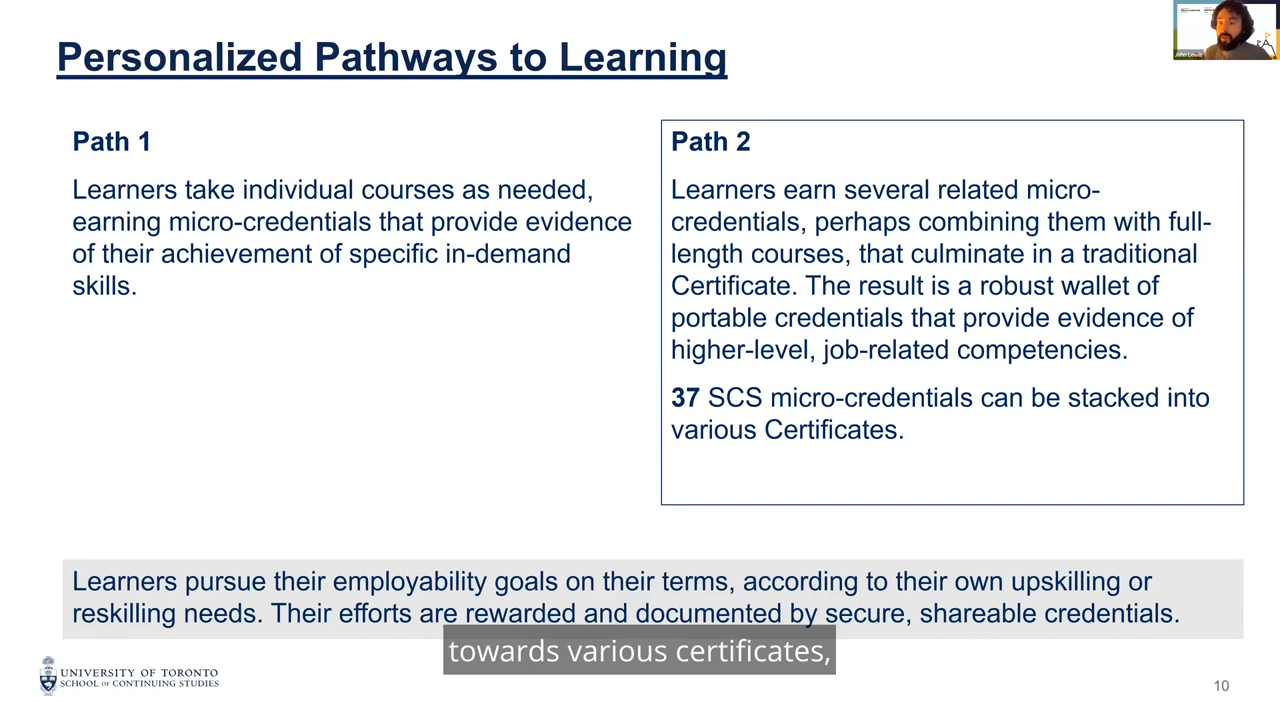 Personalized Pathways to Learning
Path 1
Learners take individual courses as needed,
earning micro-credentials that provide evidence
of their achievement of specific in-demand
skills.
Path 2
Learners earn several related micro-
credentials, perhaps combining them with full-
length courses, that culminate in a traditional
Certificate. The result is a robust wallet of
portable credentials that provide evidence of
higher-level, job-related competencies.
37 SCS micro-credentials can be stacked into
various Certificates.
Learners pursue their employability goals on their terms, according to their own upskilling or
reskilling needs. Their efforts are rewarded and documented by secure, shareable credentials.
towards various certificates,
UNIVERSITY OF TORONTO
SCHOOL OF CONTINUING STUDIES
10
John Lewis